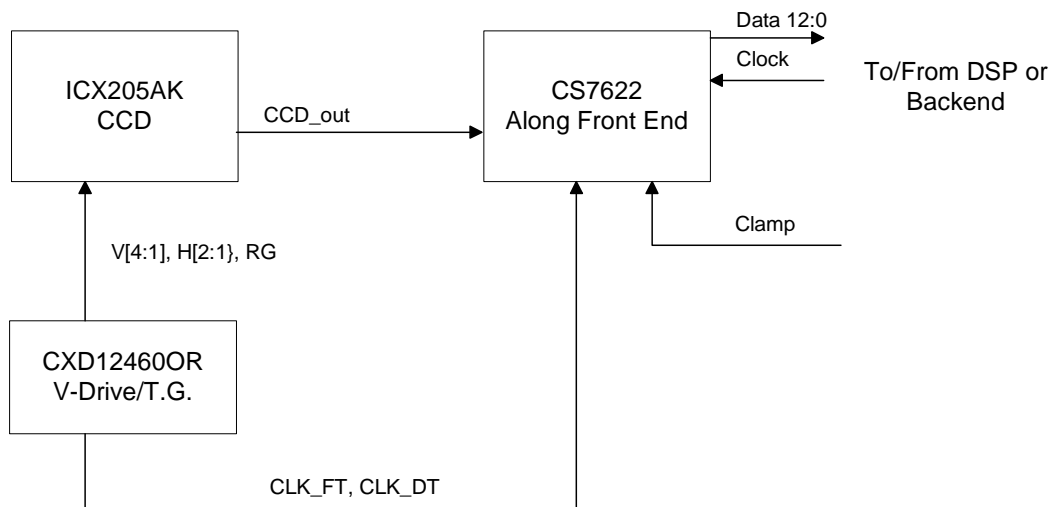 Data 12:0
ICX205AK
CCD
CCD_out
CS7622
Along Front End
Clock
To/From DSP or
Backend
Clamp
V[4:1], H[2:1}, RG
CXD12460OR
V-Drive/T.G.
CLK_FT, CLK_DT